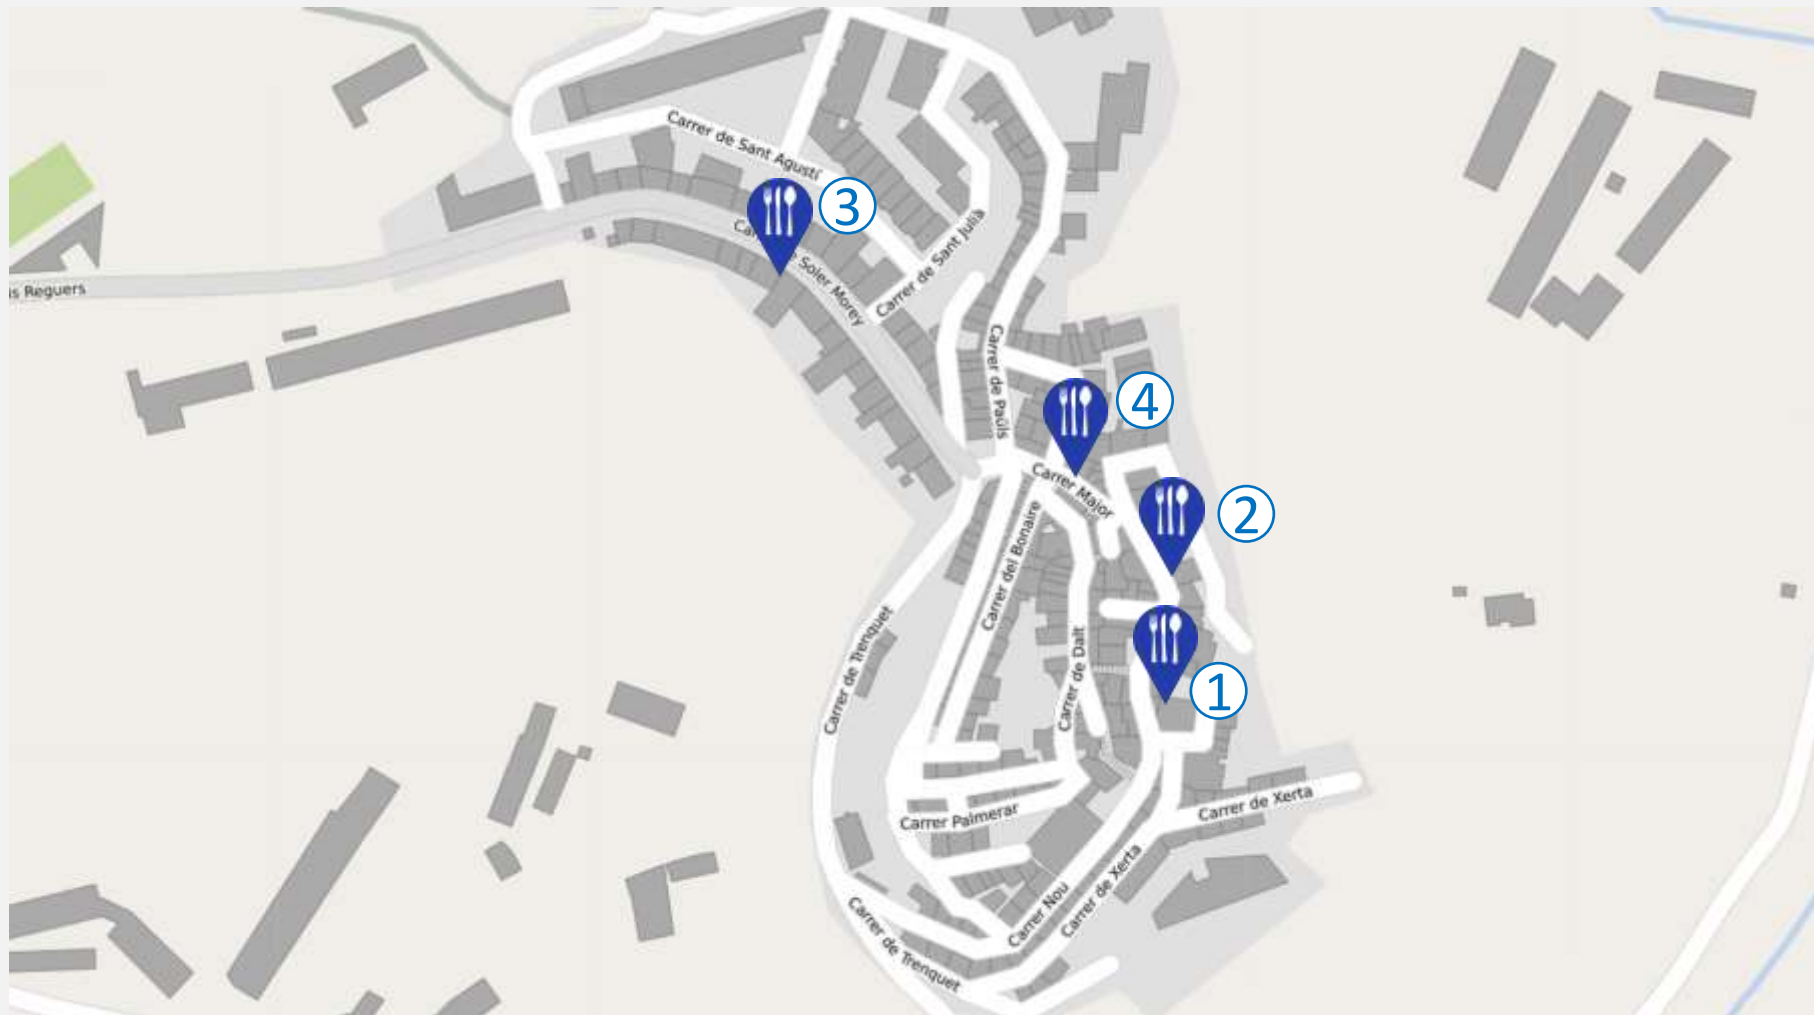 Carrer de Sant Agustí
③
Carrer de Sant Julià
is Reguers
Soler Morey
Carrer de Paüls
④
Carrer Major
②
Carrer del Bonaire
Carrer de Trenquet
Carrer de Dalt
①
Carrer de Xerta
Carrer Palmerar
Carrer Nou
Carrer de Xerta
Carrer de Trenquet